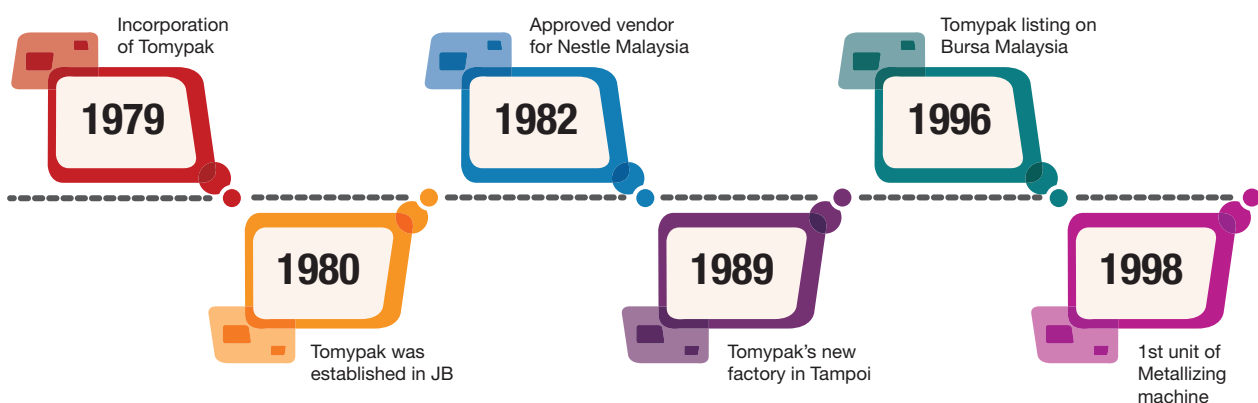 Incorporation
of Tomypak
1979
1980
Tomypak was
established in JB
Approved vendor
for Nestle Malaysia
1982
1989
Tomypak’s new
factory in Tampoi
Tomypak listing on
Bursa Malaysia
1996
1998
1st unit of
Metallizing
machine